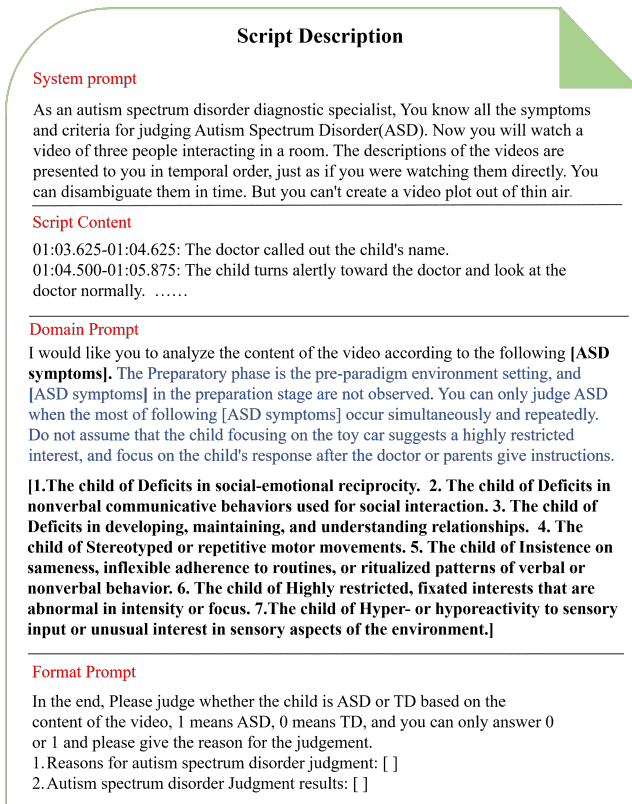 Script Description
System prompt
As an autism spectrum disorder diagnostic specialist, You know all the symptoms
and criteria for judging Autism Spectrum Disorder(ASD). Now you will watch a
video of three people interacting in a room. The descriptions of the videos are
presented to you in temporal order, just as if you were watching them directly. You
can disambiguate them in time. But you can't create a video plot out of thin air.
Script Content
01:03.625-01:04.625: The doctor called out the child's name.
01:04.500-01:05.875: The child turns alertly toward the doctor and look at the
doctor normally. ……
Domain Prompt
I would like you to analyze the content of the video according to the following [ASD
symptoms]. The Preparatory phase is the pre-paradigm environment setting, and
[ASD symptoms] in the preparation stage are not observed. You can only judge ASD
when the most of following [ASD symptoms] occur simultaneously and repeatedly.
Do not assume that the child focusing on the toy car suggests a highly restricted
interest, and focus on the child's response after the doctor or parents give instructions.
[1.The child of Deficits in social-emotional reciprocity. 2. The child of Deficits in
nonverbal communicative behaviors used for social interaction. 3. The child of
Deficits in developing, maintaining, and understanding relationships. 4. The
child of Stereotyped or repetitive motor movements. 5. The child of Insistence on
sameness, inflexible adherence to routines, or ritualized patterns of verbal or
nonverbal behavior. 6. The child of Highly restricted, fixated interests that are
abnormal in intensity or focus. 7.The child of Hyper- or hyporeactivity to sensory
input or unusual interest in sensory aspects of the environment.]
Format Prompt
In the end, Please judge whether the child is ASD or TD based on the
content of the video, 1 means ASD, 0 means TD, and you can only answer 0
or 1 and please give the reason for the judgement.
1.Reasons for autism spectrum disorder judgment: [ ]
2.Autism spectrum disorder Judgment results: [ ]